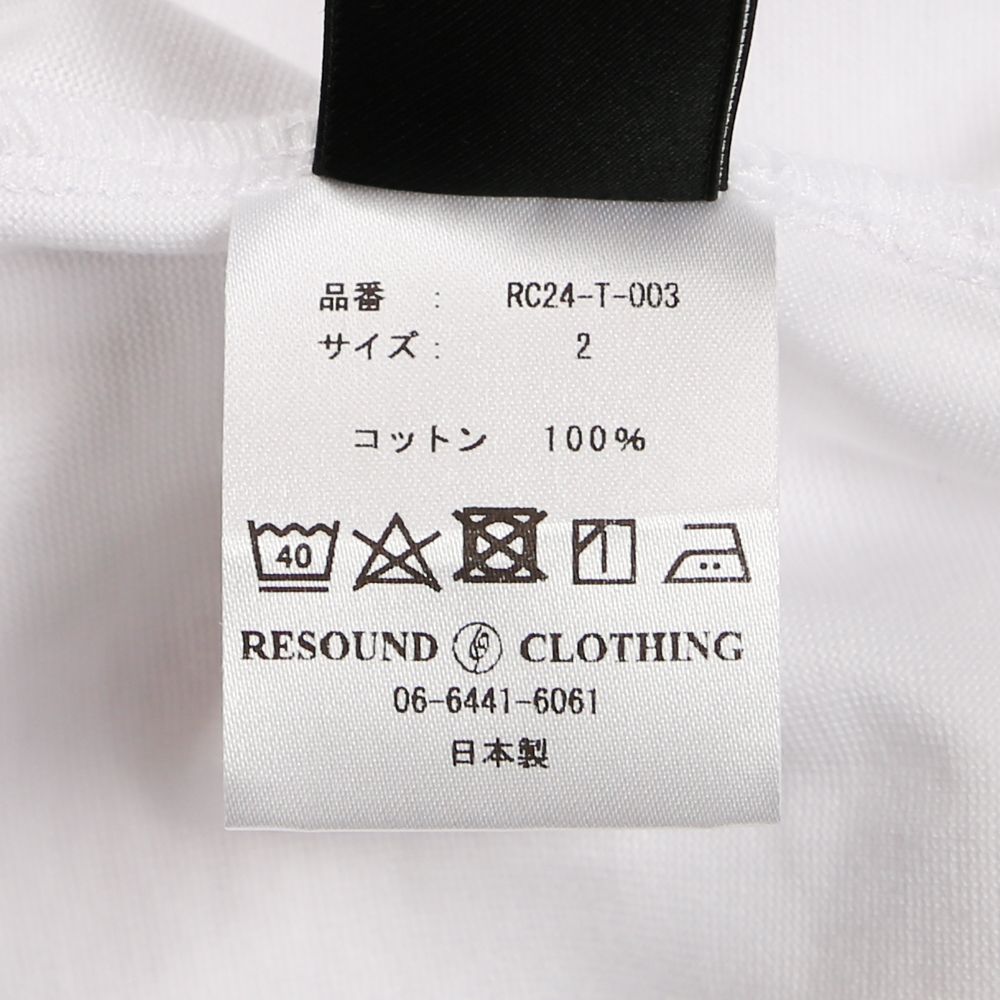 品番 : RC24-T-003
サイズ : 2
コットン 100%
40
RESOUND CLOTHING
06-6441-6061
日本製